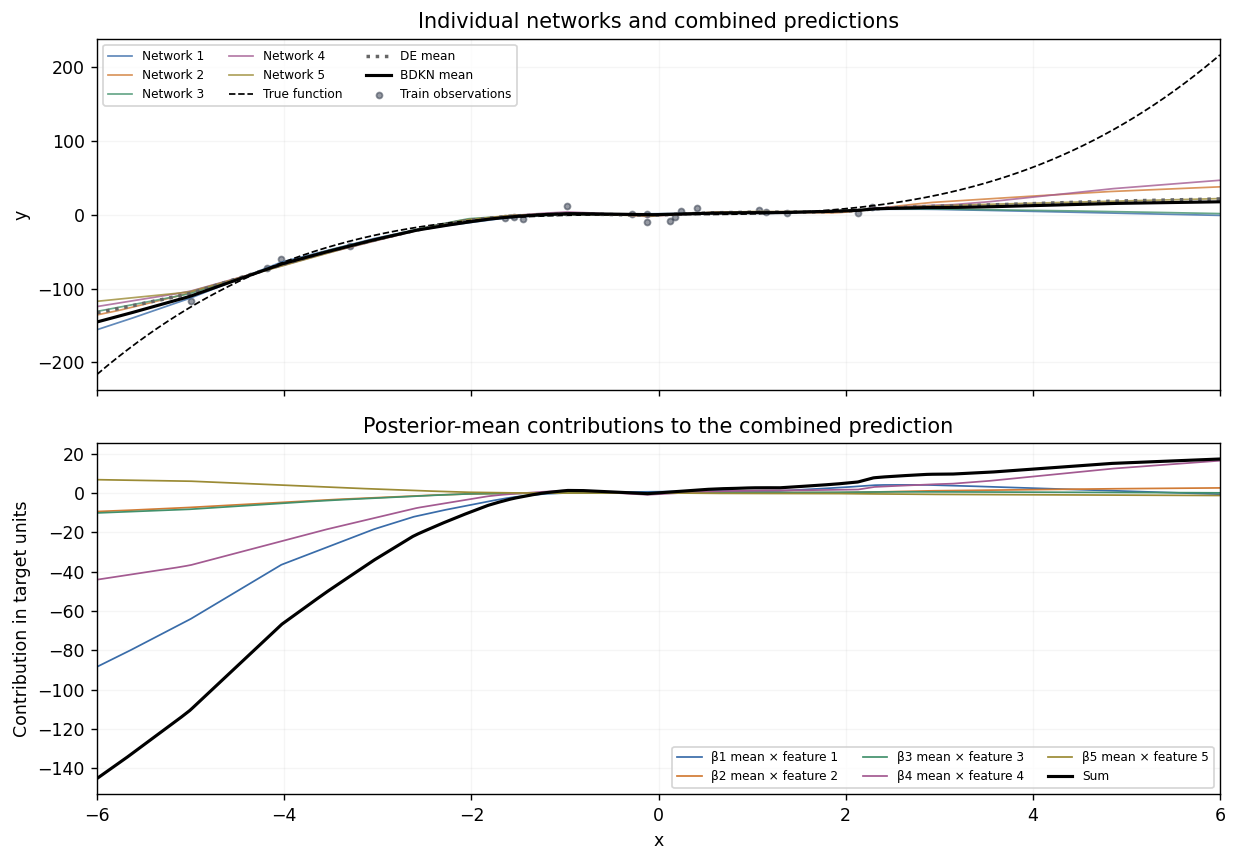 Individual networks and combined predictions
Network 1
Network 2
Network 3
Network 4
Network 5
True function
DE mean
BDKN mean
Train observations
200
100
0
−100
−200
y
Posterior-mean contributions to the combined prediction
20
0
−20
−40
−60
−80
−100
−120
−140
Contribution in target units
β1 mean × feature 1
β2 mean × feature 2
β3 mean × feature 3
β4 mean × feature 4
β5 mean × feature 5
Sum
−6
−4
−2
0
2
4
6
x